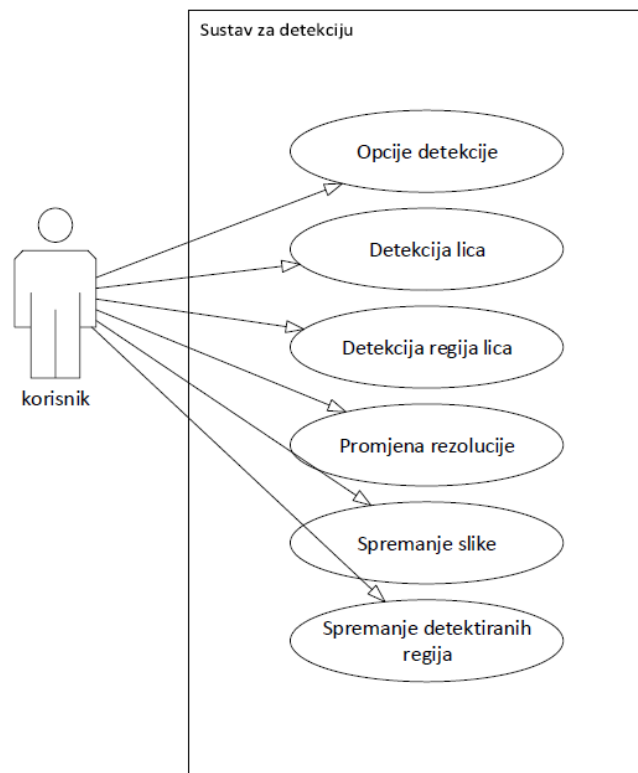 Sustav za detekciju
Opcije detekcije
Detekcija lica
Detekcija regija lica
korisnik
Promjena rezolucije
Spremanje slike
Spremanje detektiranih
regija